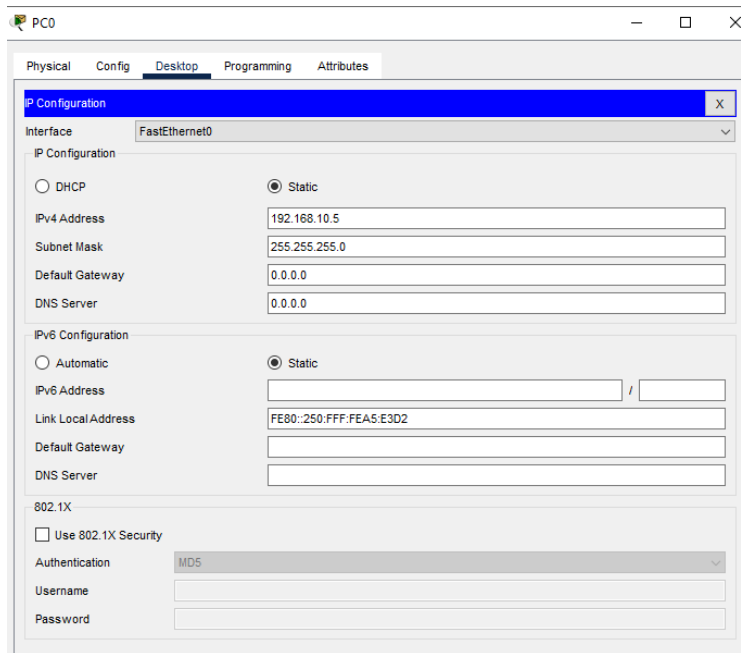 PC0
Physical Config Desktop Programming Attributes
IP Configuration X
Interface FastEthernet0
IP Configuration
DHCP Static
IPv4 Address 192.168.10.5
Subnet Mask 255.255.255.0
Default Gateway 0.0.0.0
DNS Server 0.0.0.0
IPv6 Configuration
Automatic Static
IPv6 Address /
Link Local Address FE80::250:FFF:FEA5:E3D2
Default Gateway
DNS Server
802.1X
Use 802.1X Security
Authentication MD5
Username
Password